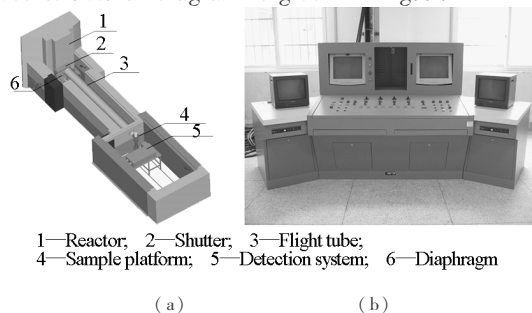 1
2
3
6
4
5
1—Reactor; 2—Shutter; 3—Flight tube;
4—Sample platform; 5—Detection system; 6—Diaphragm
(a) (b)